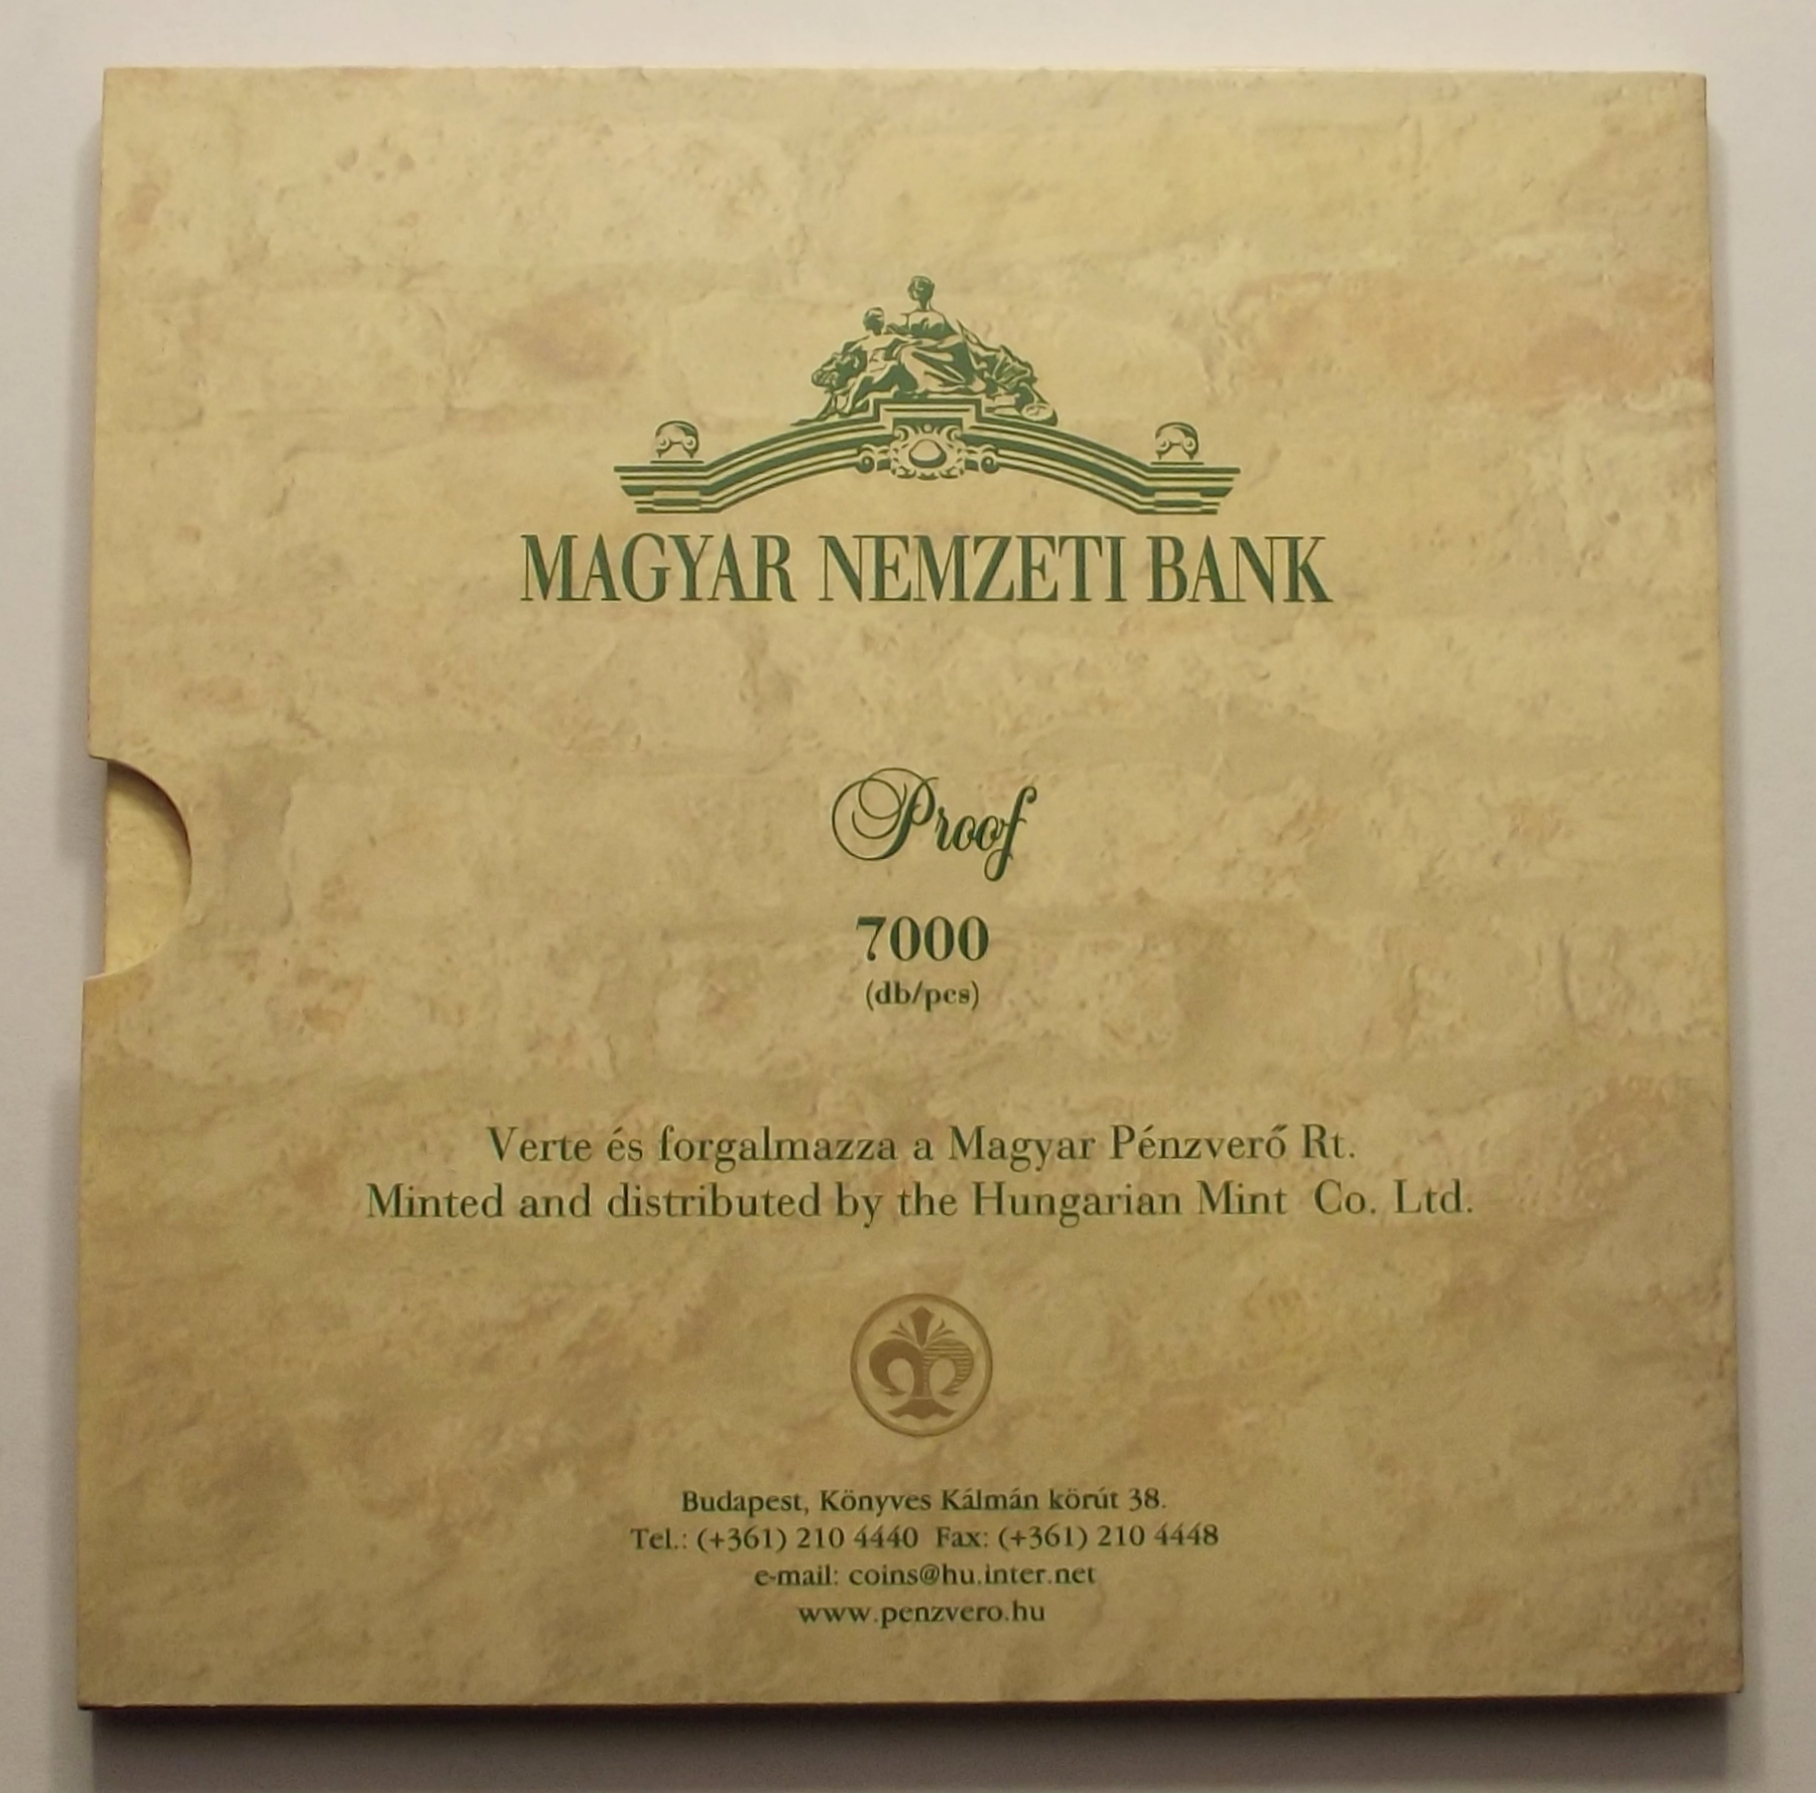 MAGYAR NEMZETI BANK
Proof
7000
(db/pcs)
Verte és forgalmazza a Magyar Pénzverő Rt.
Minted and distributed by the Hungarian Mint Co. Ltd.
Budapest, Könyves Kálmán körút 38.
Tel.: (+361) 210 4440 Fax: (+361) 210 4448
e-mail: coins@hu.inter.net
www.penzvero.hu